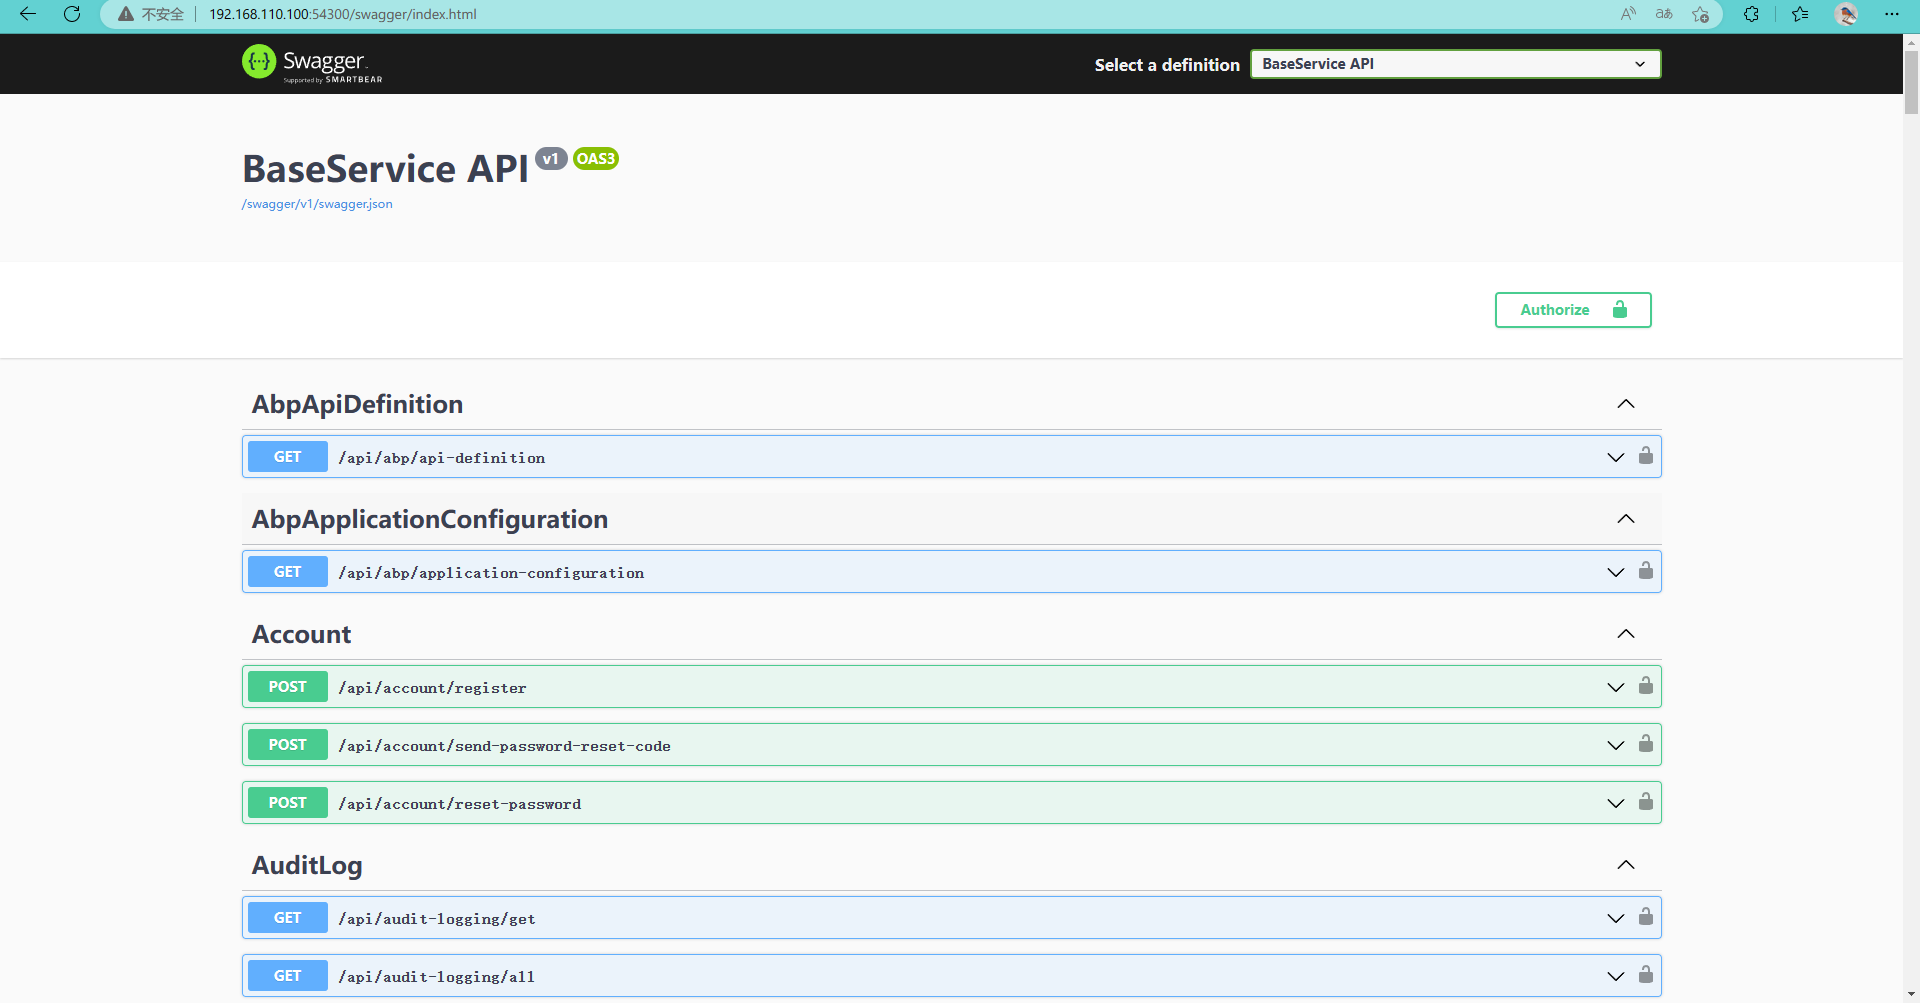 不安全 192.168.110.100:54300/swagger/index.html
Swagger
Supported by SMARTBEAR
Select a definition BaseService API
BaseService API v1 OAS3
/swagger/v1/swagger.json
Authorize
AbpApiDefinition
GET /api/abp/api-definition
AbpApplicationConfiguration
GET /api/abp/application-configuration
Account
POST /api/account/register
POST /api/account/send-password-reset-code
POST /api/account/reset-password
AuditLog
GET /api/audit-logging/get
GET /api/audit-logging/all